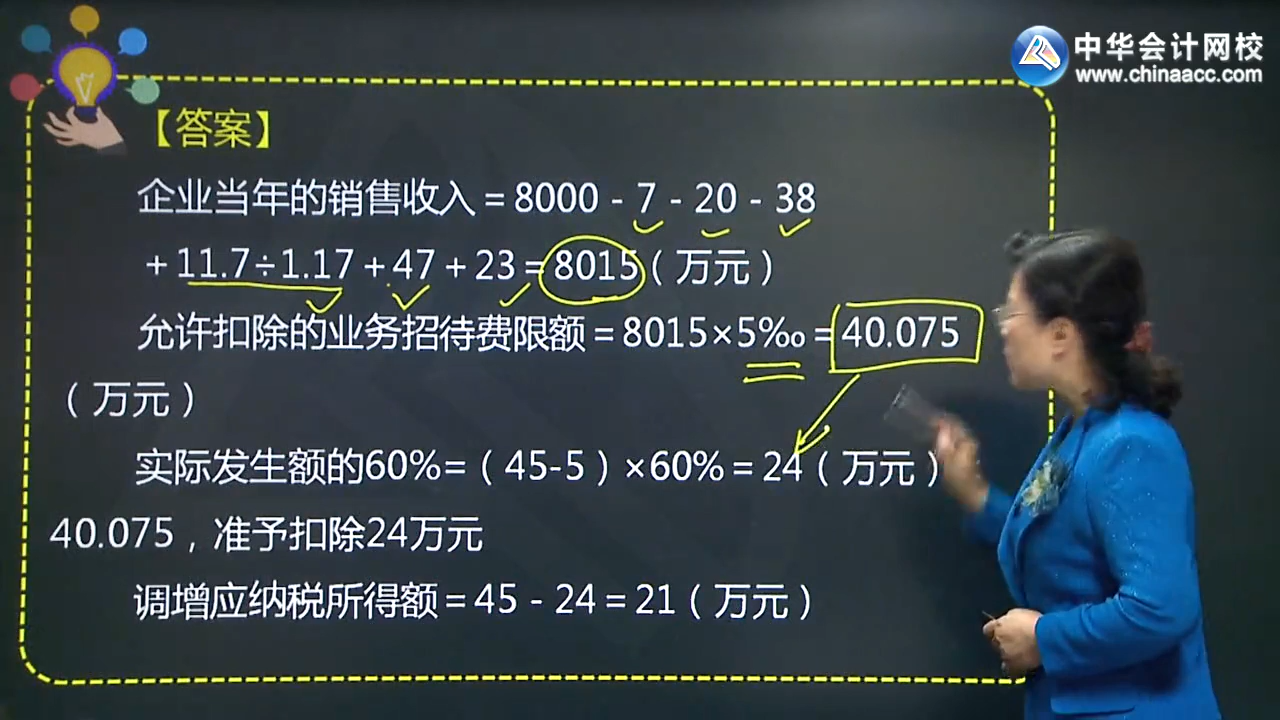 中华会计网校
www.chinaacc.com
【答案】
企业当年的销售收入＝8000－7－20－38
＋11.7÷1.17＋47＋23＝8015（万元）
允许扣除的业务招待费限额＝8015×5‰＝40.075
（万元）
实际发生额的60%=（45-5）×60%＝24（万元）
40.075，准予扣除24万元
调增应纳税所得额＝45－24＝21（万元）